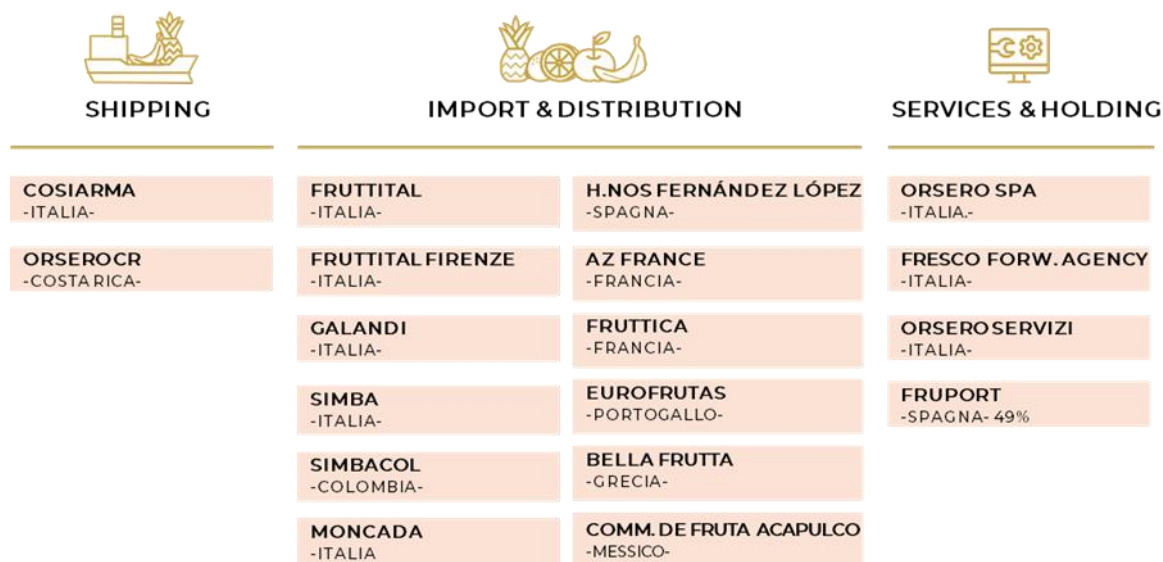 SHIPPING
IMPORT & DISTRIBUTION
SERVICES & HOLDING
COSIARMA
-ITALIA-
ORSEROCR
-COSTA RICA-
FRUTTITAL
-ITALIA-
FRUTTITAL FIRENZE
-ITALIA-
GALANDI
-ITALIA-
SIMBA
-ITALIA-
SIMBACOL
-COLOMBIA-
MONCADA
-ITALIA
H.NOS FERNÁNDEZ LÓPEZ
-SPAGNA-
AZ FRANCE
-FRANCIA-
FRUTTICA
-FRANCIA-
EUROFRUTAS
-PORTOGALLO-
BELLA FRUTTA
-GRECIA-
COMM. DE FRUTA ACAPULCO
-MESSICO-
ORSERO SPA
-ITALIA.-
FRESCO FORW. AGENCY
-ITALIA-
ORSERO SERVIZI
-ITALIA-
FRUPORT
-SPAGNA- 49%